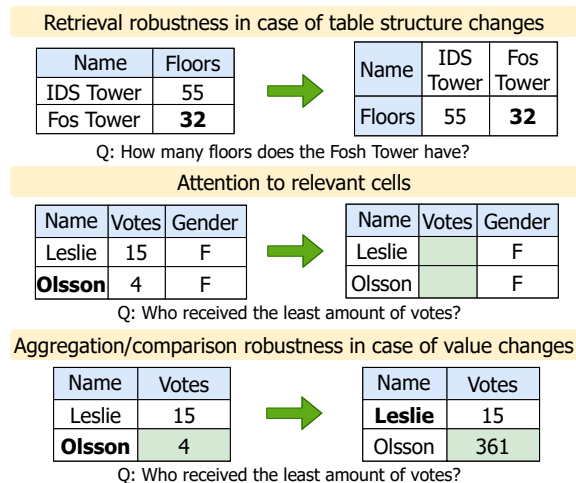 Retrieval robustness in case of table structure changes
Name Floors
IDS Tower 55
Fos Tower 32
Name IDS Tower Fos Tower
Floors 55 32
Q: How many floors does the Fosh Tower have?
Attention to relevant cells
Name Votes Gender
Leslie 15 F
Olsson 4 F
Name Votes Gender
Leslie F
Olsson F
Q: Who received the least amount of votes?
Aggregation/comparison robustness in case of value changes
Name Votes
Leslie 15
Olsson 4
Name Votes
Leslie 15
Olsson 361
Q: Who received the least amount of votes?